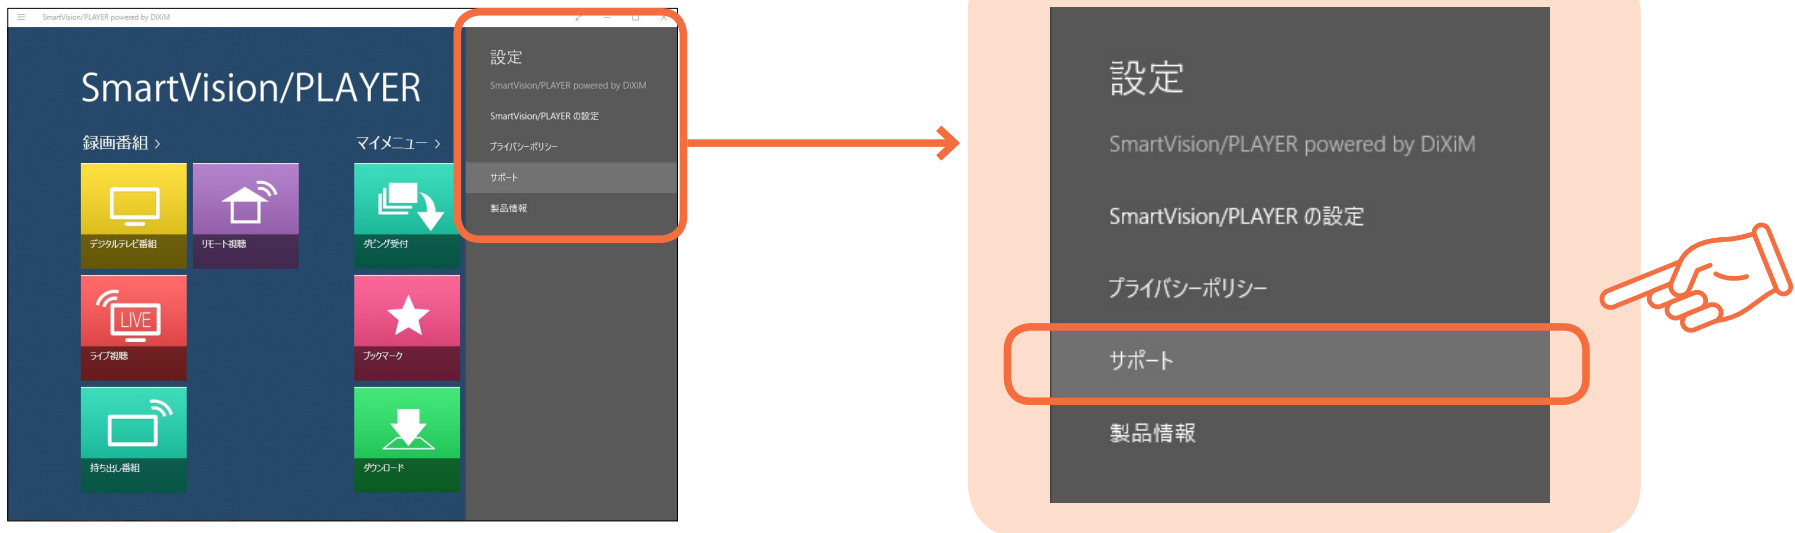 SmartVision/PLAYER powered by DiXiM
SmartVision/PLAYER
録画番組
マイメニュー
デジタルテレビ番組
リモート視聴
ダビング受付
LIVE
ライブ視聴
ブックマーク
持ち出し番組
ダウンロード
設定
SmartVision/PLAYER powered by DiXiM
SmartVision/PLAYER の設定
プライバシーポリシー
サポート
製品情報
設定
SmartVision/PLAYER powered by DiXiM
SmartVision/PLAYER の設定
プライバシーポリシー
サポート
製品情報